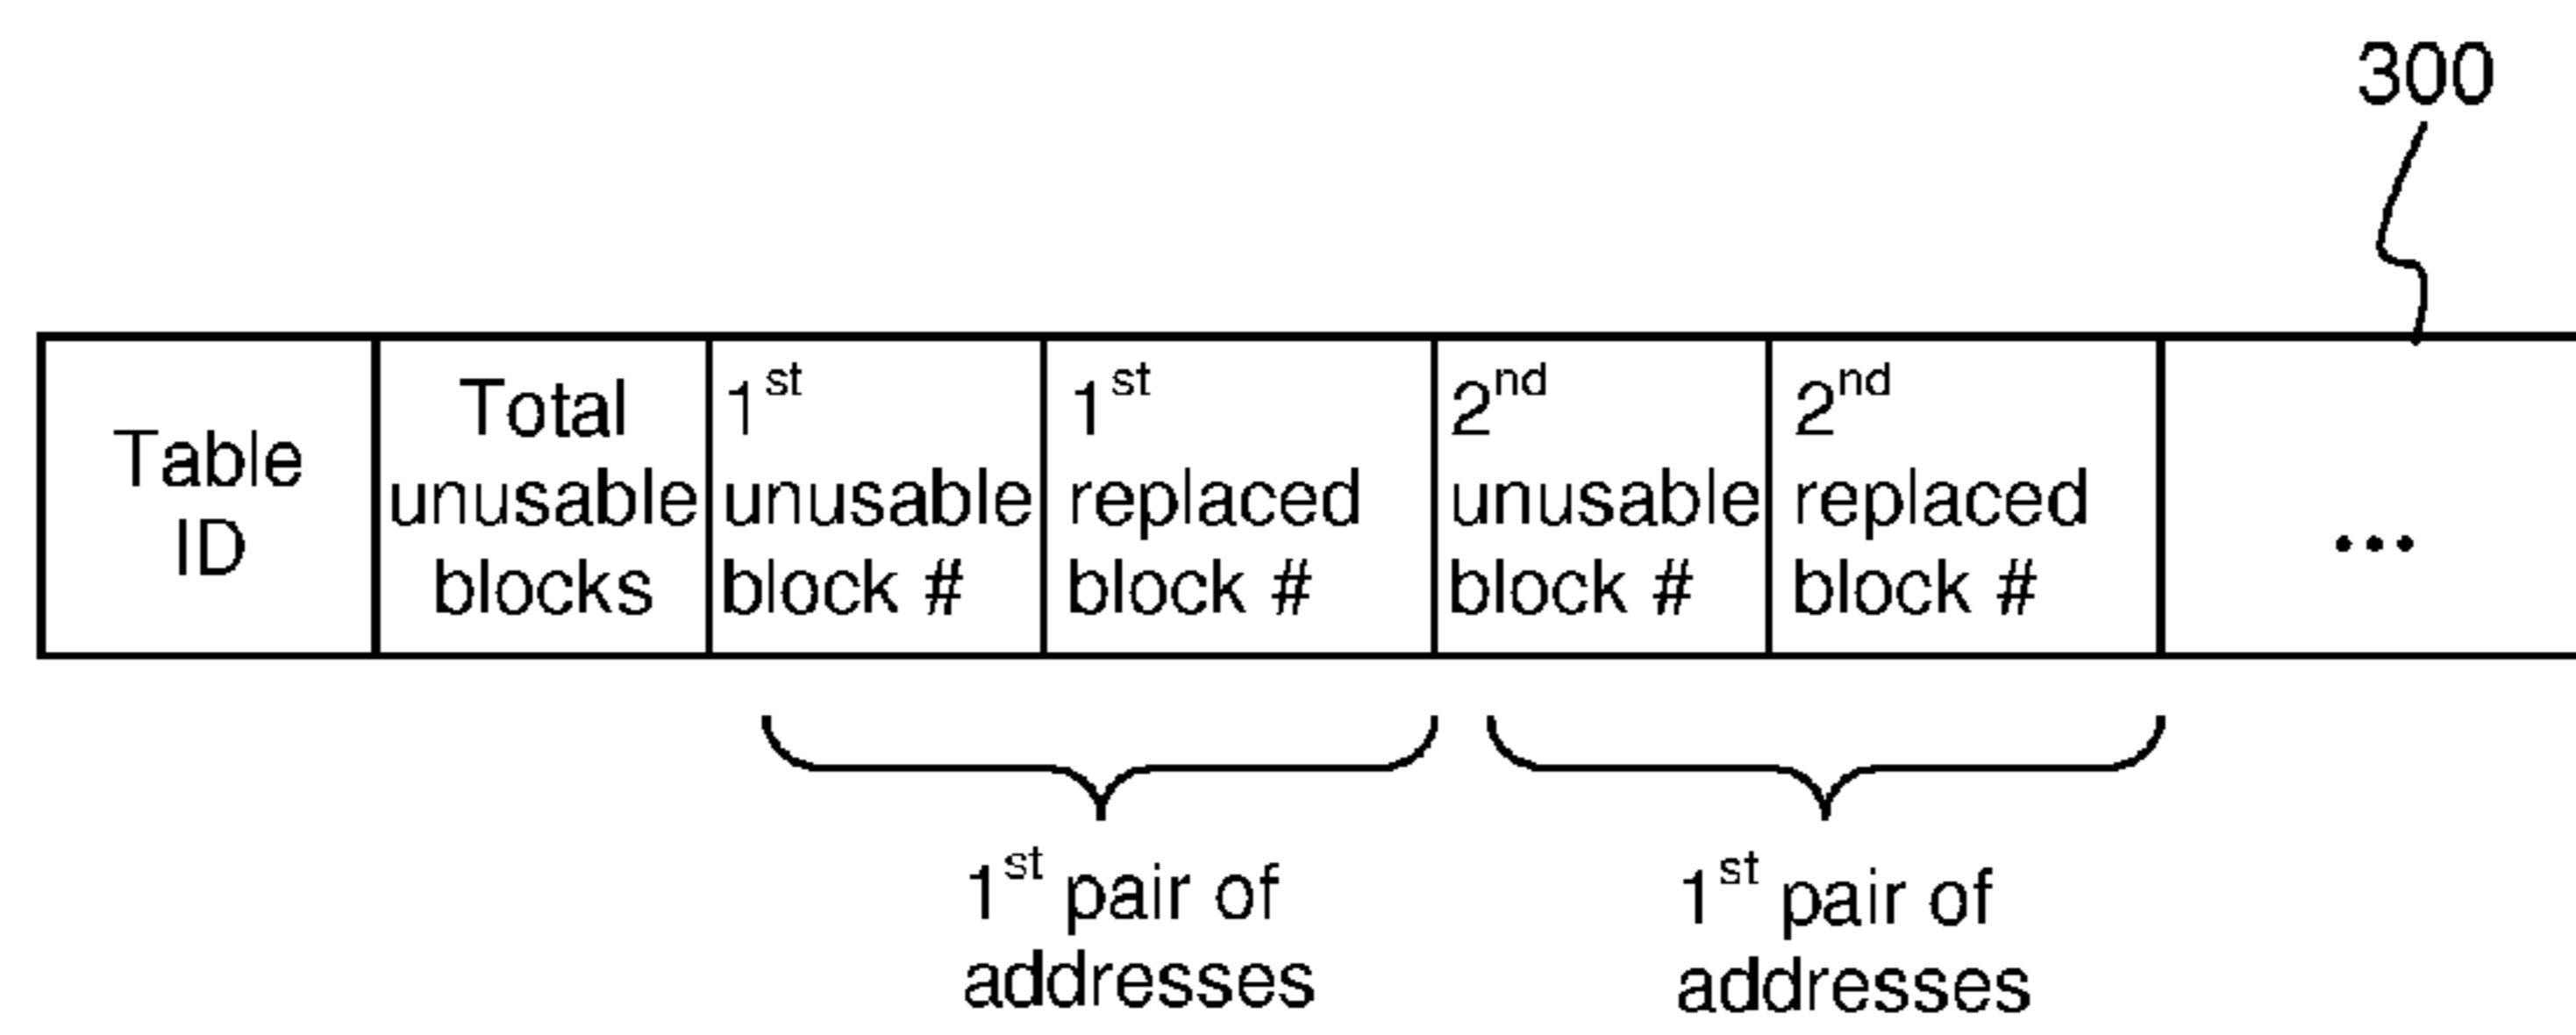 300
Table
ID
Total
unusable
blocks
1st
unusable
block #
1st
replaced
block #
2nd
unusable
block #
2nd
replaced
block #
...
1st pair of
addresses
1st pair of
addresses